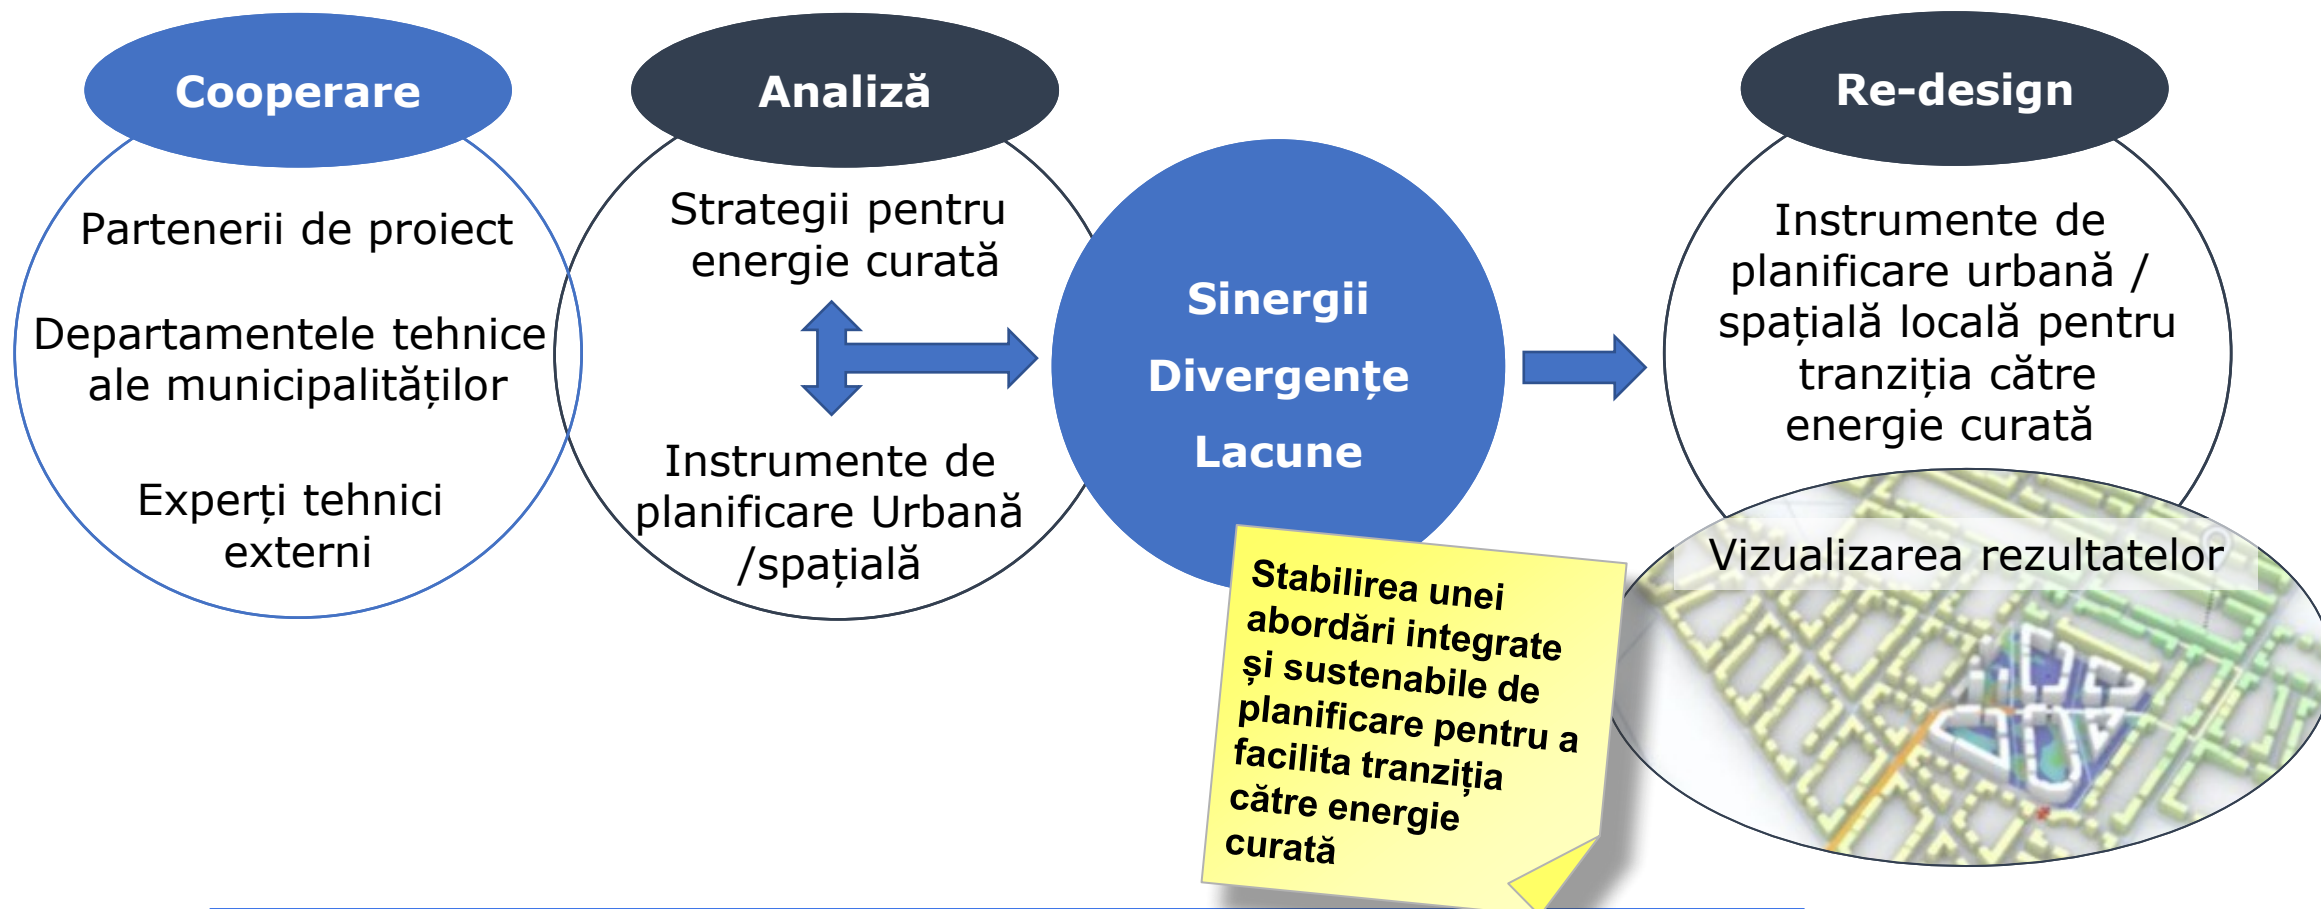 Cooperare
Partenerii de proiect
Departamentele tehnice
ale municipalităților
Experți tehnici
externi
Analiză
Strategii pentru
energie curată
Instrumente de
planificare Urbană
/spațială
Sinergii
Divergențe
Lacune
Stabilirea unei
abordări integrate
și sustenabile de
planificare pentru a
facilita tranziția
către energie
curată
Re-design
Instrumente de
planificare urbană /
spațială locală pentru
tranziția către
energie curată
Vizualizarea rezultatelor